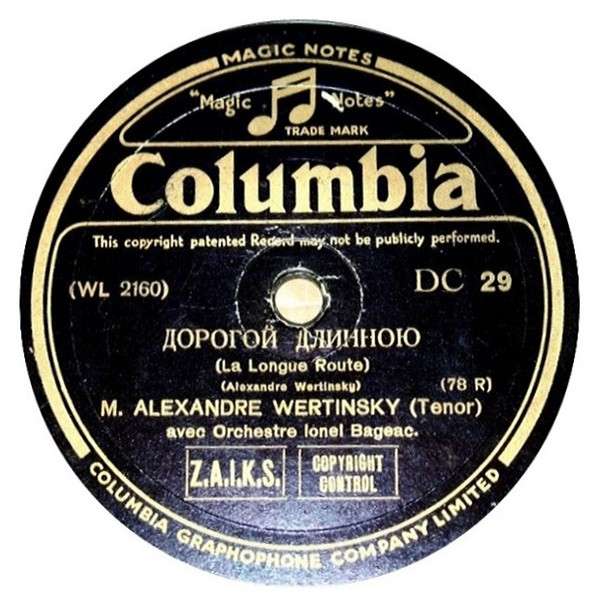 MAGIC NOTES
"Magic Notes"
TRADE MARK
Columbia
This copyright patented Record may not be publicly performed.
(WL 2160)
DC 29
ДОРОГОЙ ДЛИННОЮ
(La Longue Route)
(Alexandre Wertinsky)
(78 R)
M. ALEXANDRE WERTINSKY (Tenor)
avec Orchestre Ionel Bageac.
Z.A.I.K.S.
COPYRIGHT CONTROL
COLUMBIA GRAPHOPHONE COMPANY LIMITED